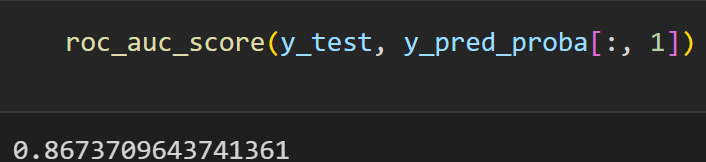 roc_auc_score(y_test, y_pred_proba[:, 1])
0.8673709643741361